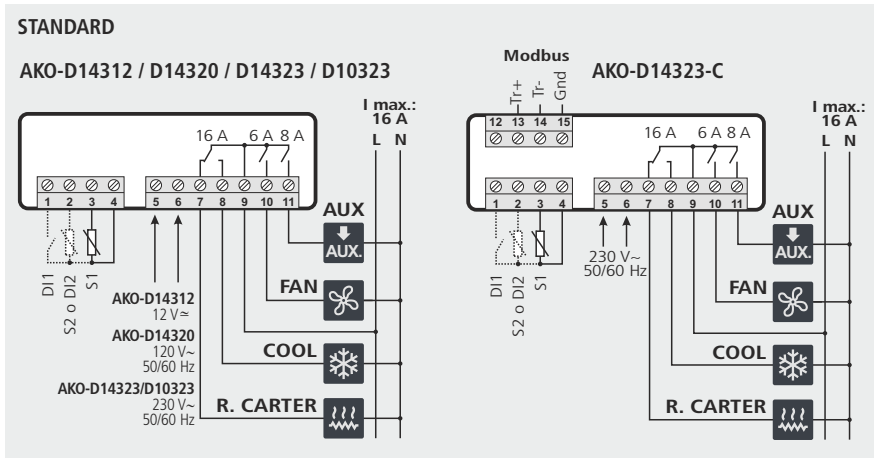 STANDARD
AKO-D14312 / D14320 / D14323 / D10323
I max.:
16 A
L N
16 A 6 A 8 A
1 2 3 4 5 6 7 8 9 10 11
DI1
S2 o DI2
S1
AKO-D14312
12 V≃
AKO-D14320
120 V~
50/60 Hz
AKO-D14323/D10323
230 V~
50/60 Hz
AUX
AUX.
FAN
COOL
R. CARTER
Modbus
Tr+
Tr-
Gnd
AKO-D14323-C
I max.:
16 A
L N
12 13 14 15
16 A 6 A 8 A
1 2 3 4 5 6 7 8 9 10 11
DI1
S2 o DI2
S1
230 V~
50/60 Hz
AUX
AUX.
FAN
COOL
R. CARTER